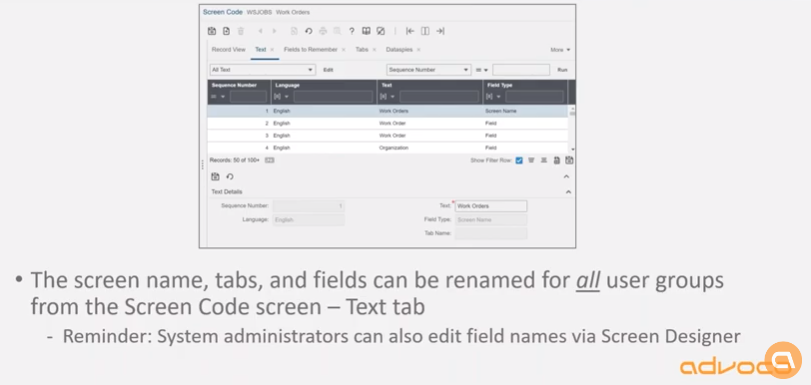 Screen Code WSJOBS Work Orders
Record View Text × Fields to Remember × Tabs × Dataspies × More
All Text Edit Sequence Number = Run
Sequence Number Language Text Field Type
1 English Work Orders Screen Name
2 English Work Order Field
3 English Work Order Field
4 English Organization Field
Records: 50 of 100+ Show Filter Row:
Text Details
Sequence Number: 1 Text: * Work Orders
Language: English Field Type: Screen Name
Tab Name:
• The screen name, tabs, and fields can be renamed for all user groups
from the Screen Code screen – Text tab
- Reminder: System administrators can also edit field names via Screen Designer